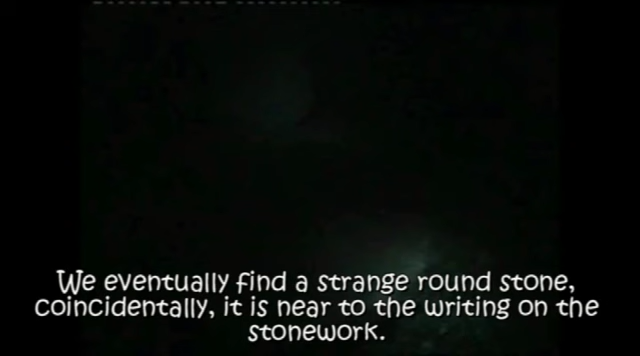 We eventually find a strange round stone,
coincidentally, it is near to the writing on the
stonework.